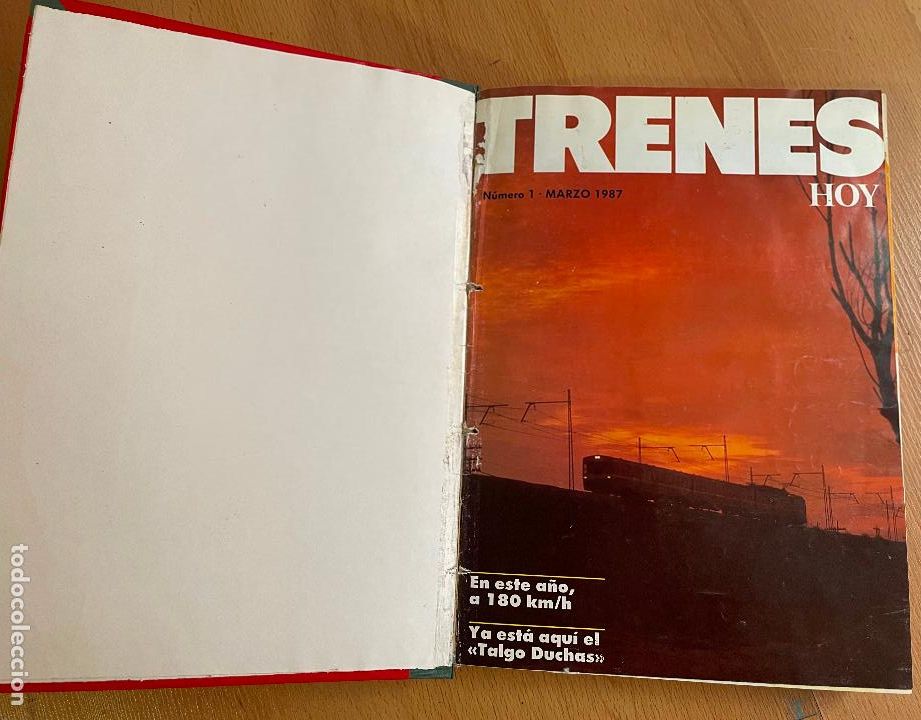 TRENES
HOY
Número 1 - MARZO 1987
En este año,
a 180 km/h
Ya está aquí el
«Talgo Duchas»
todocoleccion